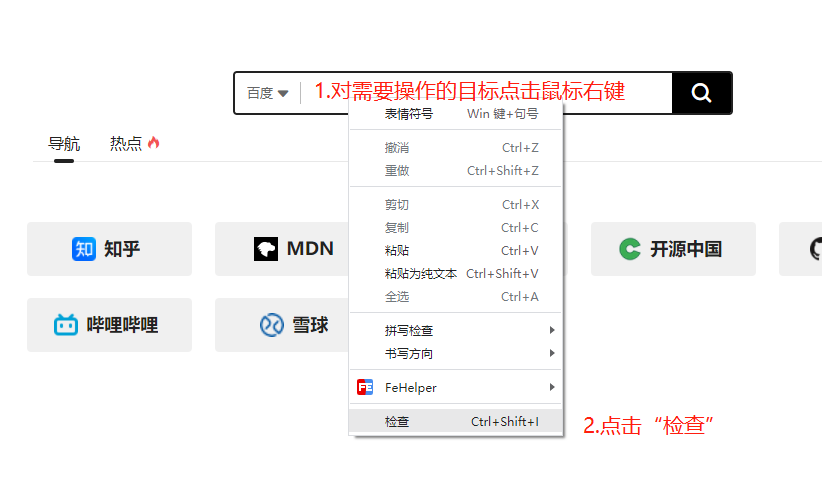 百度
1.对需要操作的目标点击鼠标右键
表情符号 Win 键+句号
导航 热点
撤消 Ctrl+Z
重做 Ctrl+Shift+Z
剪切 Ctrl+X
复制 Ctrl+C
粘贴 Ctrl+V
粘贴为纯文本 Ctrl+Shift+V
全选 Ctrl+A
拼写检查
书写方向
FeHelper
检查 Ctrl+Shift+I
知 知乎
MDN
开源中国
哔哩哔哩
雪球
2.点击“检查”